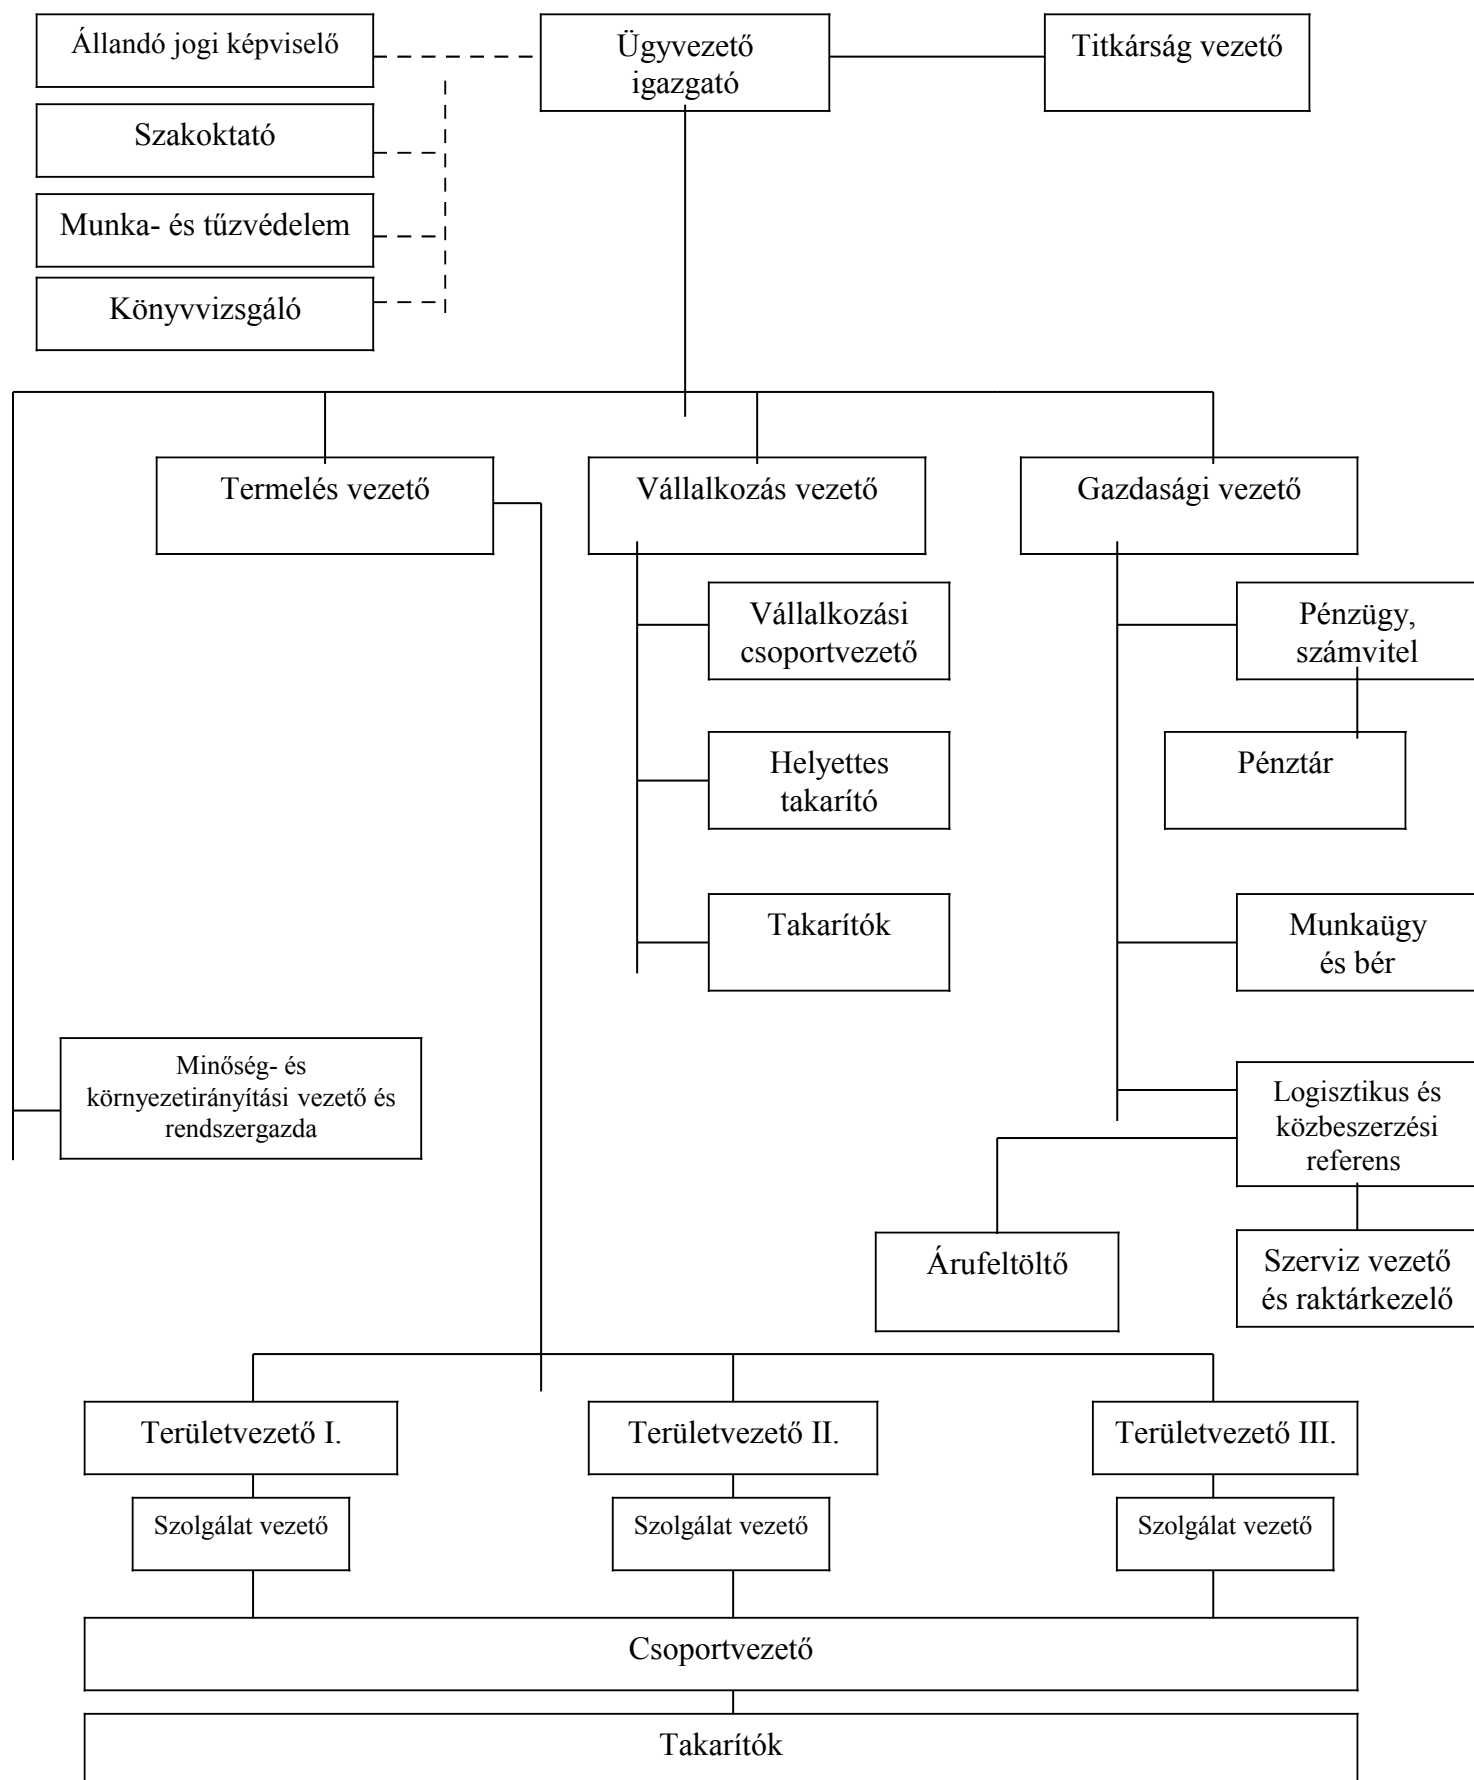 Állandó jogi képviselő
Ügyvezető
igazgató
Titkárság vezető
Szakoktató
Munka- és tűzvédelem
Könyvvizsgáló
Termelés vezető
Vállalkozás vezető
Gazdasági vezető
Vállalkozási
csoportvezető
Pénzügy,
számvitel
Helyettes
takarító
Pénztár
Takarítók
Munkaügy
és bér
Minőség- és
környezetirányítási vezető és
rendszergazda
Logisztikus és
közbeszerzési
referens
Árufeltöltő
Szerviz vezető
és raktárkezelő
Területvezető I.
Területvezető II.
Területvezető III.
Szolgálat vezető
Szolgálat vezető
Szolgálat vezető
Csoportvezető
Takarítók